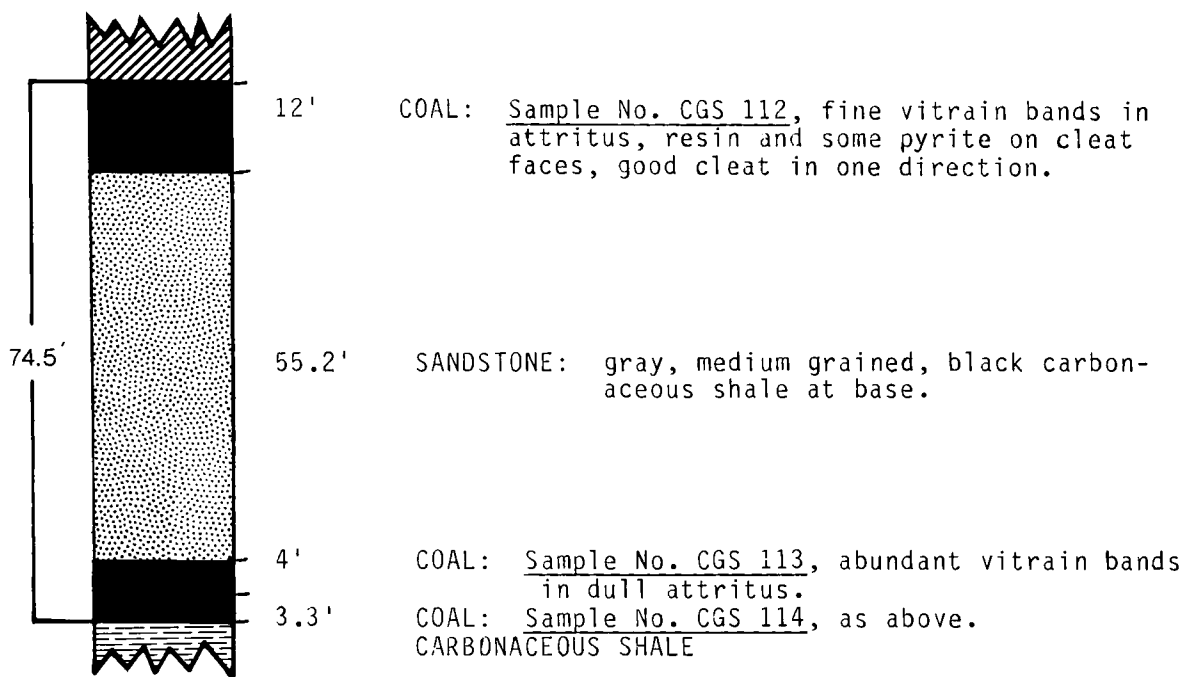 12' COAL: Sample No. CGS 112, fine vitrain bands in
attritus, resin and some pyrite on cleat
faces, good cleat in one direction.
74.5' 55.2' SANDSTONE: gray, medium grained, black carbon-
aceous shale at base.
4' COAL: Sample No. CGS 113, abundant vitrain bands
in dull attritus.
3.3' COAL: Sample No. CGS 114, as above.
CARBONACEOUS SHALE